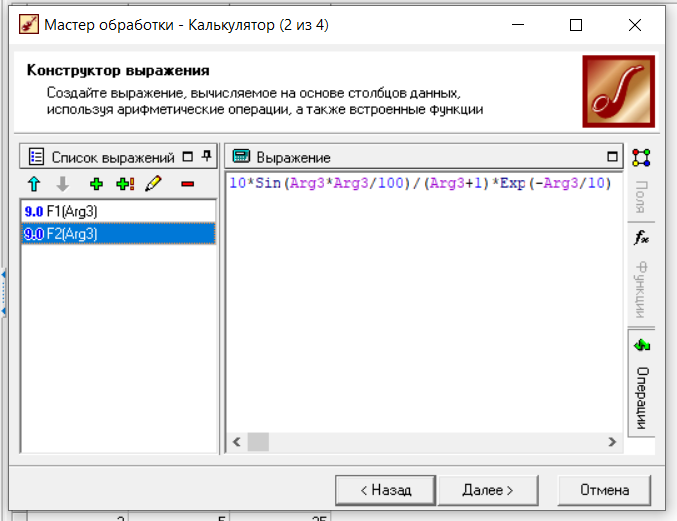 Мастер обработки - Калькулятор (2 из 4)
Конструктор выражения
Создайте выражение, вычисляемое на основе столбцов данных,
используя арифметические операции, а также встроенные функции
Список выражений
Выражение
9.0 F1(Arg3)
9.0 F2(Arg3)
10*Sin(Arg3*Arg3/100)/(Arg3+1)*Exp(-Arg3/10)
Поля
fx
Функции
Операции
< Назад
Далее >
Отмена